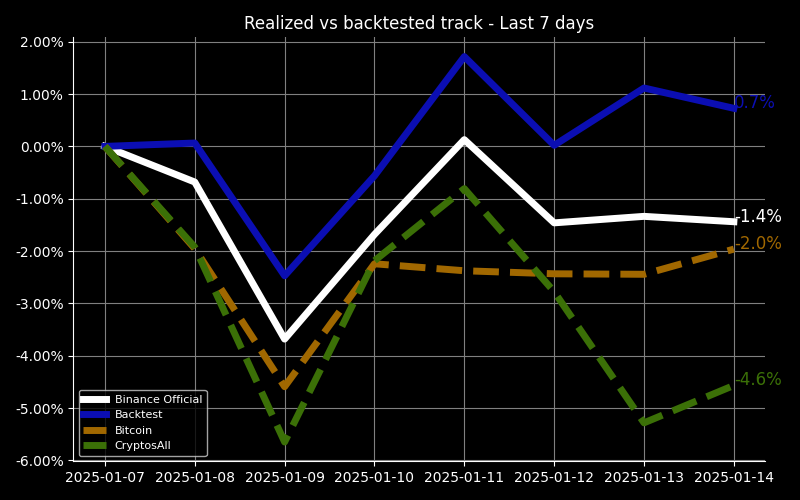 Realized vs backtested track - Last 7 days
2.00%
1.00%
0.00%
-1.00%
-2.00%
-3.00%
-4.00%
-5.00%
-6.00%
0.7%
-1.4%
-2.0%
-4.6%
Binance Official
Backtest
Bitcoin
CryptosAll
2025-01-07 2025-01-08 2025-01-09 2025-01-10 2025-01-11 2025-01-12 2025-01-13 2025-01-14